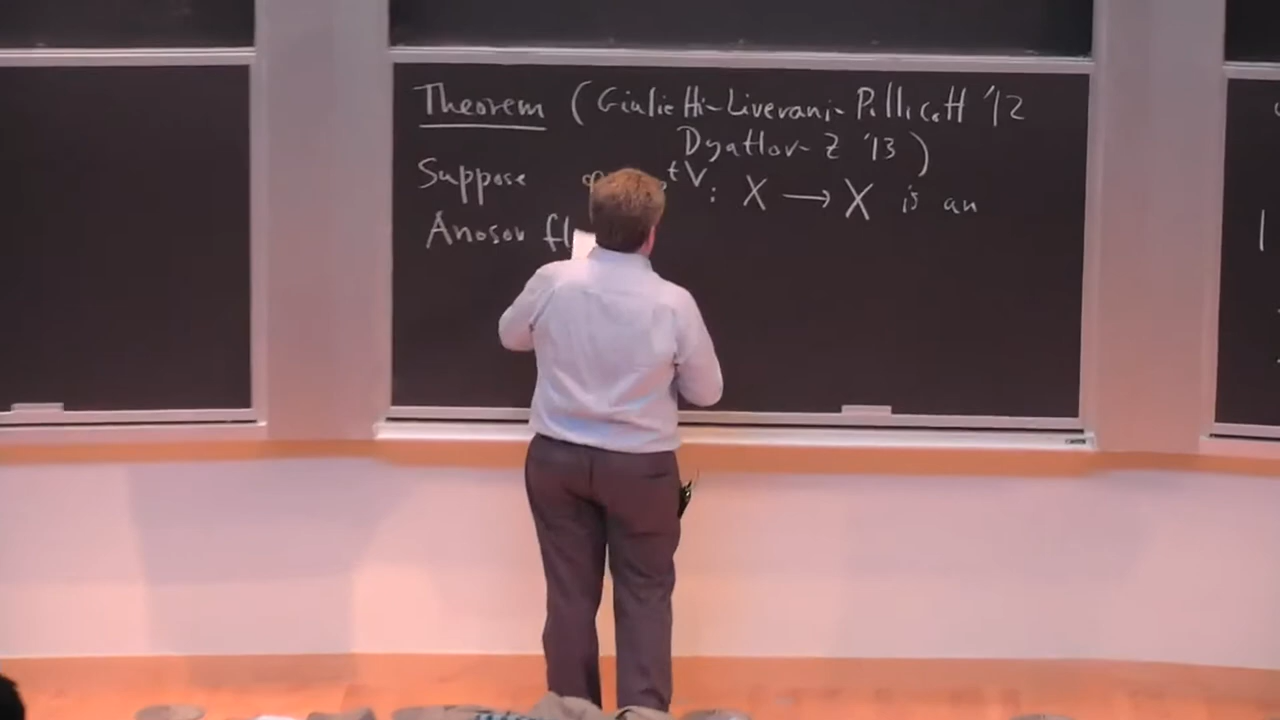 Theorem (Giulietti-Liverani-Pollicott '12
Dyatlov-Z '13)
Suppose tV: X → X is an
Anosov fl